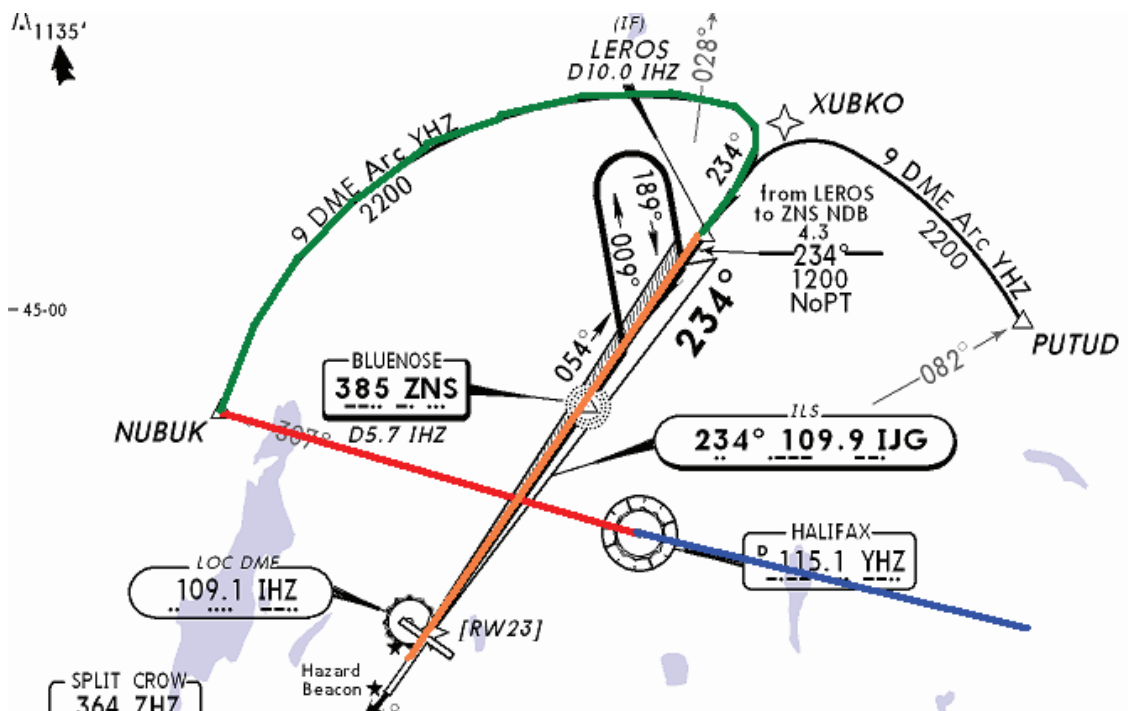 1135'
(IF)
LEROS
D10.0 IHZ
028°
XUBKO
9 DME Arc YHZ
2200
234°
9 DME Arc YHZ
2200
189°
009°
from LEROS
to ZNS NDB
4.3
234°
1200
NoPT
45-00
234°
054°
PUTUD
082°
BLUENOSE
385 ZNS
D5.7 IHZ
NUBUK
307°
ILS
234° 109.9 IJG
HALIFAX
D 115.1 YHZ
LOC DME
109.1 IHZ
[RW23]
Hazard
Beacon
SPLIT CROW
364 ZHZ